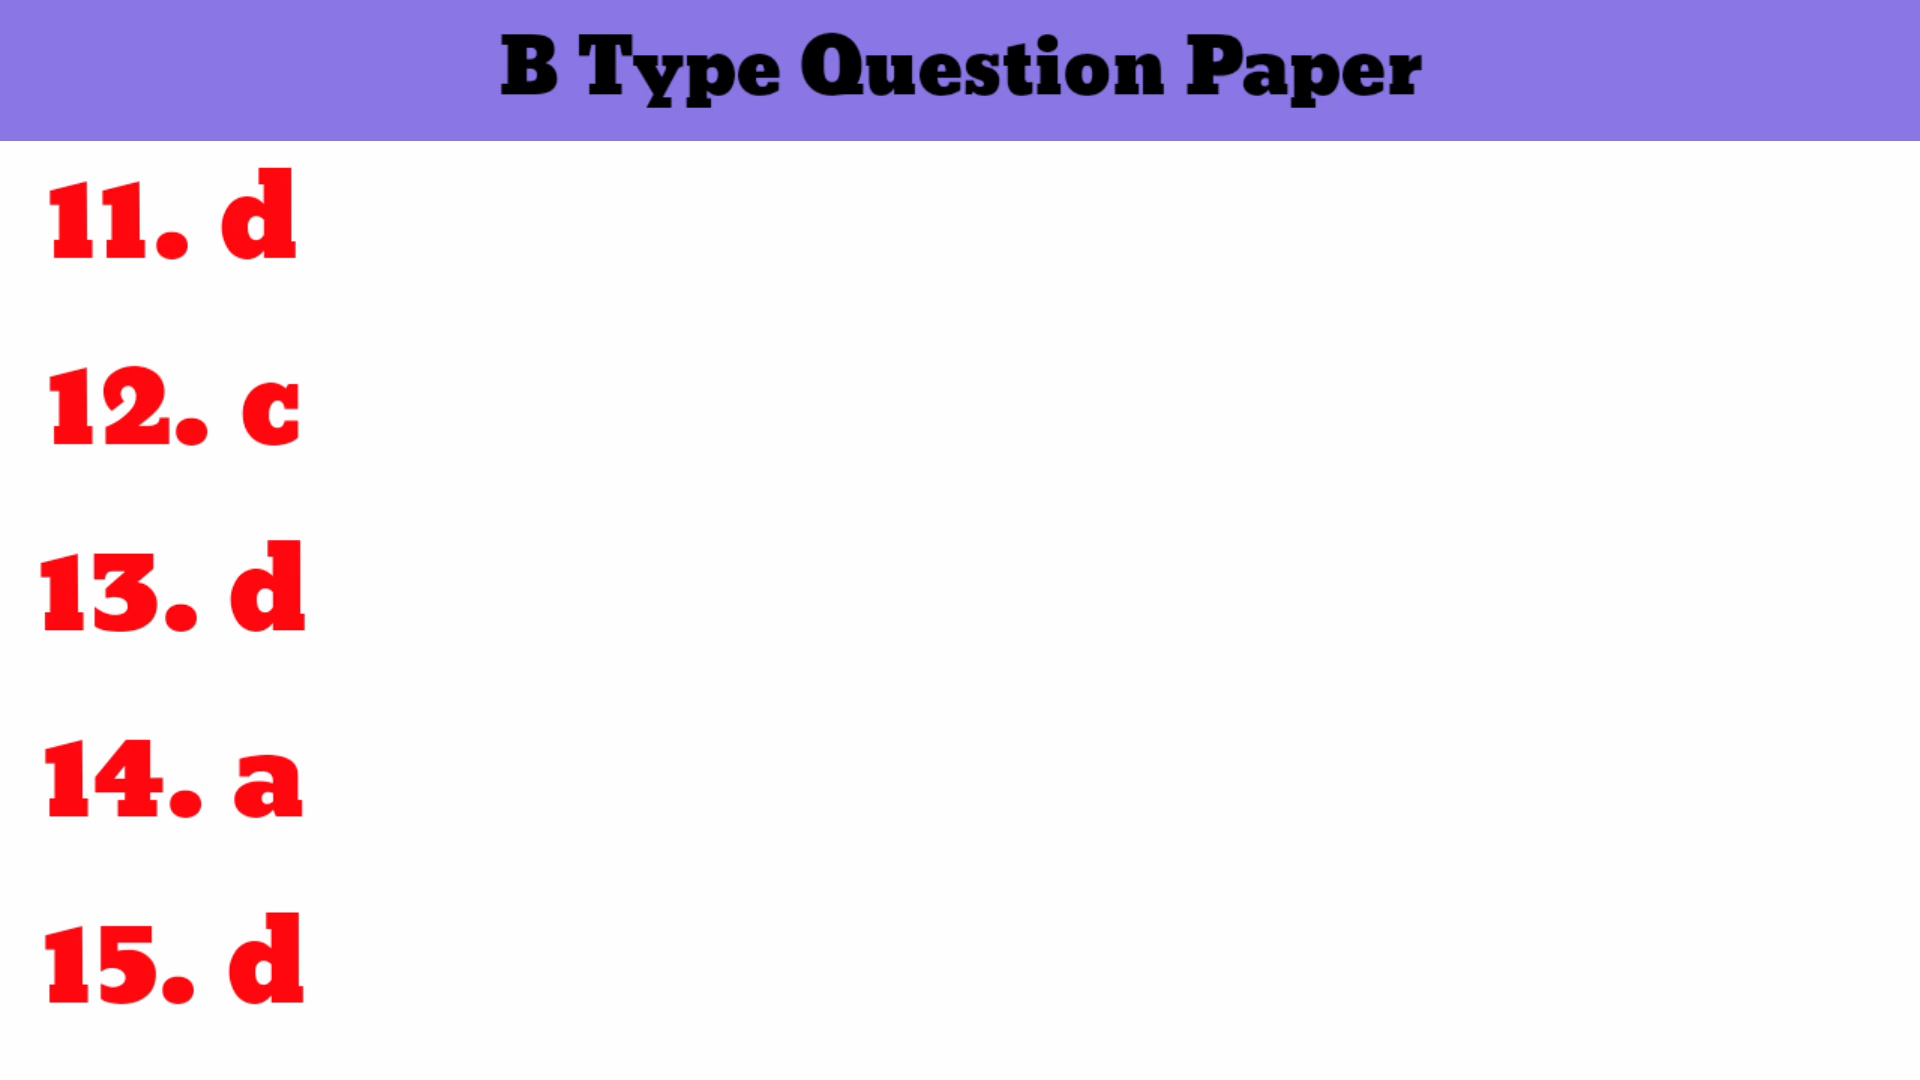 B Type Question Paper
11. d
12. c
13. d
14. a
15. d